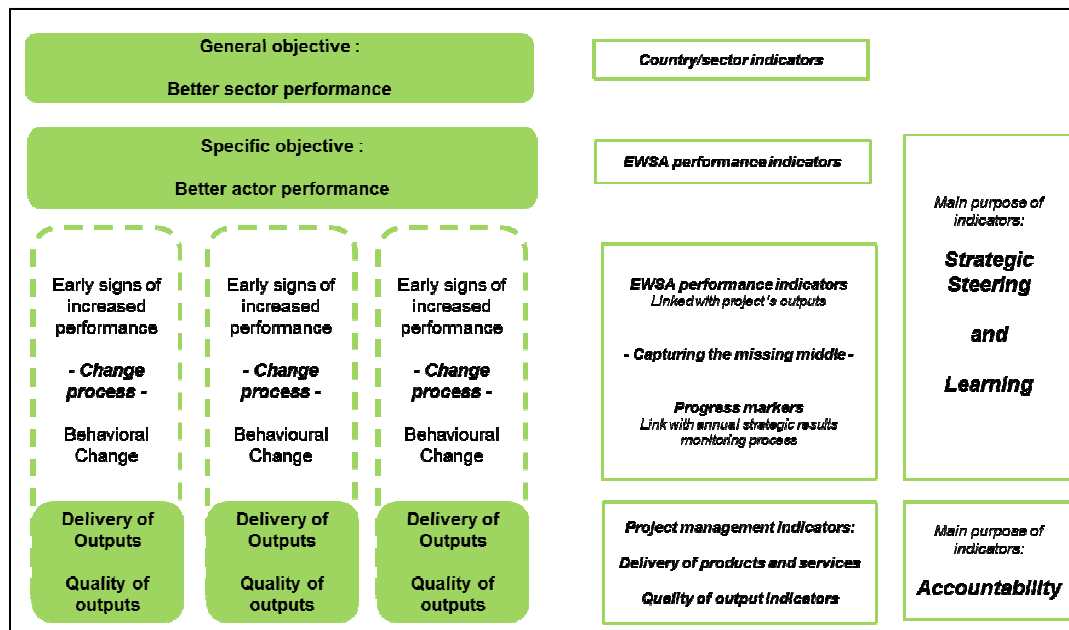 General objective :
Better sector performance
Country/sector indicators
Specific objective :
Better actor performance
EWSA performance indicators
Early signs of
increased
performance
- Change
process -
Behavioral
Change
Early signs of
increased
performance
- Change
process -
Behavioural
Change
Early signs of
increased
performance
- Change
process -
Behavioural
Change
EWSA performance indicators
Linked with project's outputs
- Capturing the missing middle -
Progress markers
Link with annual strategic results
monitoring process
Main purpose of
indicators:
Strategic
Steering
and
Learning
Delivery of
Outputs
Quality of
outputs
Delivery of
Outputs
Quality of
outputs
Delivery of
Outputs
Quality of
outputs
Project management indicators:
Delivery of products and services
Quality of output indicators
Main purpose of
indicators:
Accountability